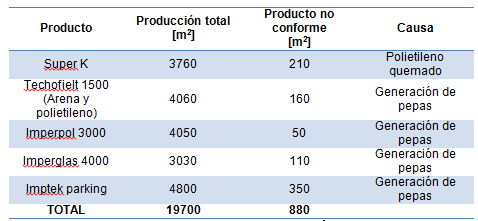 Producto Producción total [m²] Producto no conforme [m²] Causa
Super K 3760 210 Polietileno quemado
Techofielt 1500 (Arena y polietileno) 4060 160 Generación de pepas
Imperpol 3000 4050 50 Generación de pepas
Imperglas 4000 3030 110 Generación de pepas
Imptek parking 4800 350 Generación de pepas
TOTAL 19700 880